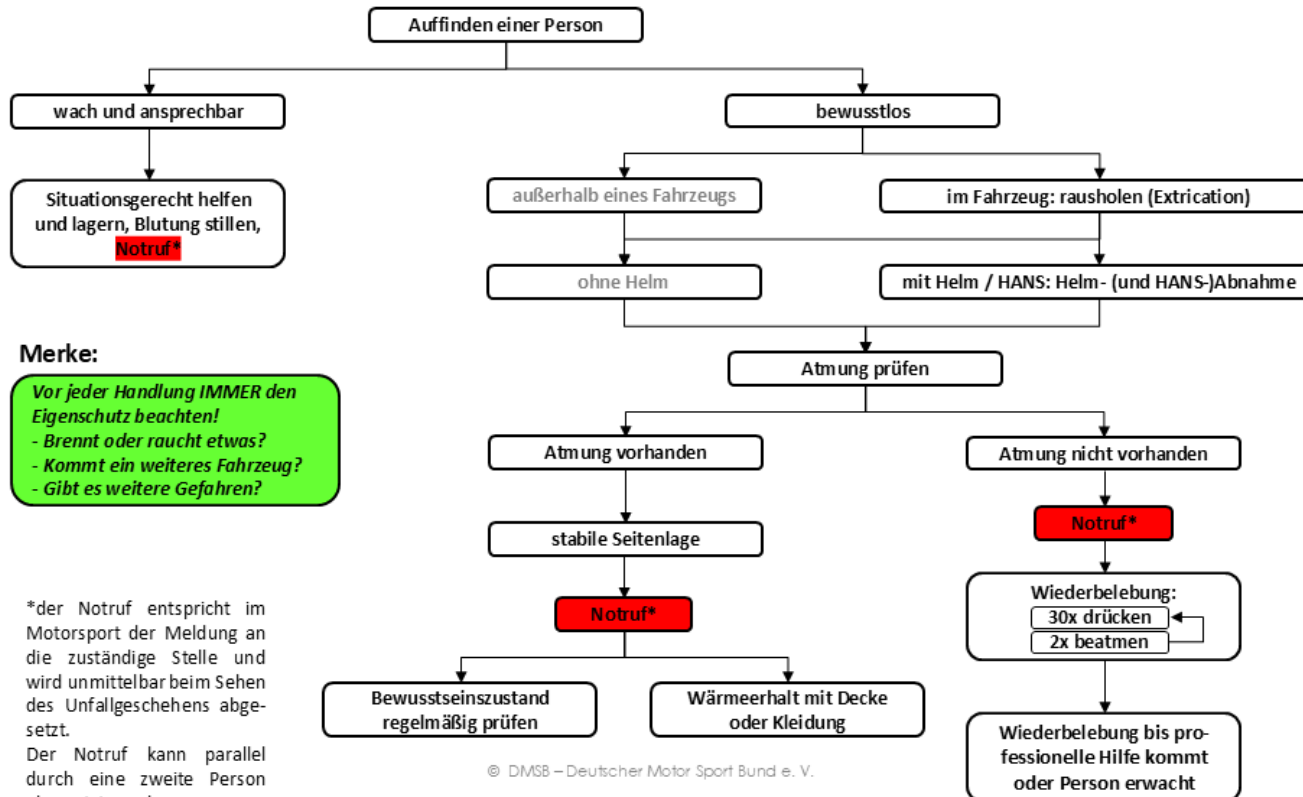 Auffinden einer Person
wach und ansprechbar
bewusstlos
Situationsgerecht helfen
und lagern, Blutung stillen,
Notruf*
außerhalb eines Fahrzeugs
im Fahrzeug: rausholen (Extrication)
ohne Helm
mit Helm / HANS: Helm- (und HANS-)Abnahme
Merke:
Vor jeder Handlung IMMER den
Eigenschutz beachten!
- Brennt oder raucht etwas?
- Kommt ein weiteres Fahrzeug?
- Gibt es weitere Gefahren?
Atmung prüfen
Atmung vorhanden
Atmung nicht vorhanden
stabile Seitenlage
Notruf*
Notruf*
Wiederbelebung:
30x drücken
2x beatmen
Bewusstseinszustand
regelmäßig prüfen
Wärmeerhalt mit Decke
oder Kleidung
Wiederbelebung bis pro-
fessionelle Hilfe kommt
oder Person erwacht
*der Notruf entspricht im
Motorsport der Meldung an
die zuständige Stelle und
wird unmittelbar beim Sehen
des Unfallgeschehens abge-
setzt.
Der Notruf kann parallel
durch eine zweite Person
© DMSB – Deutscher Motor Sport Bund e. V.